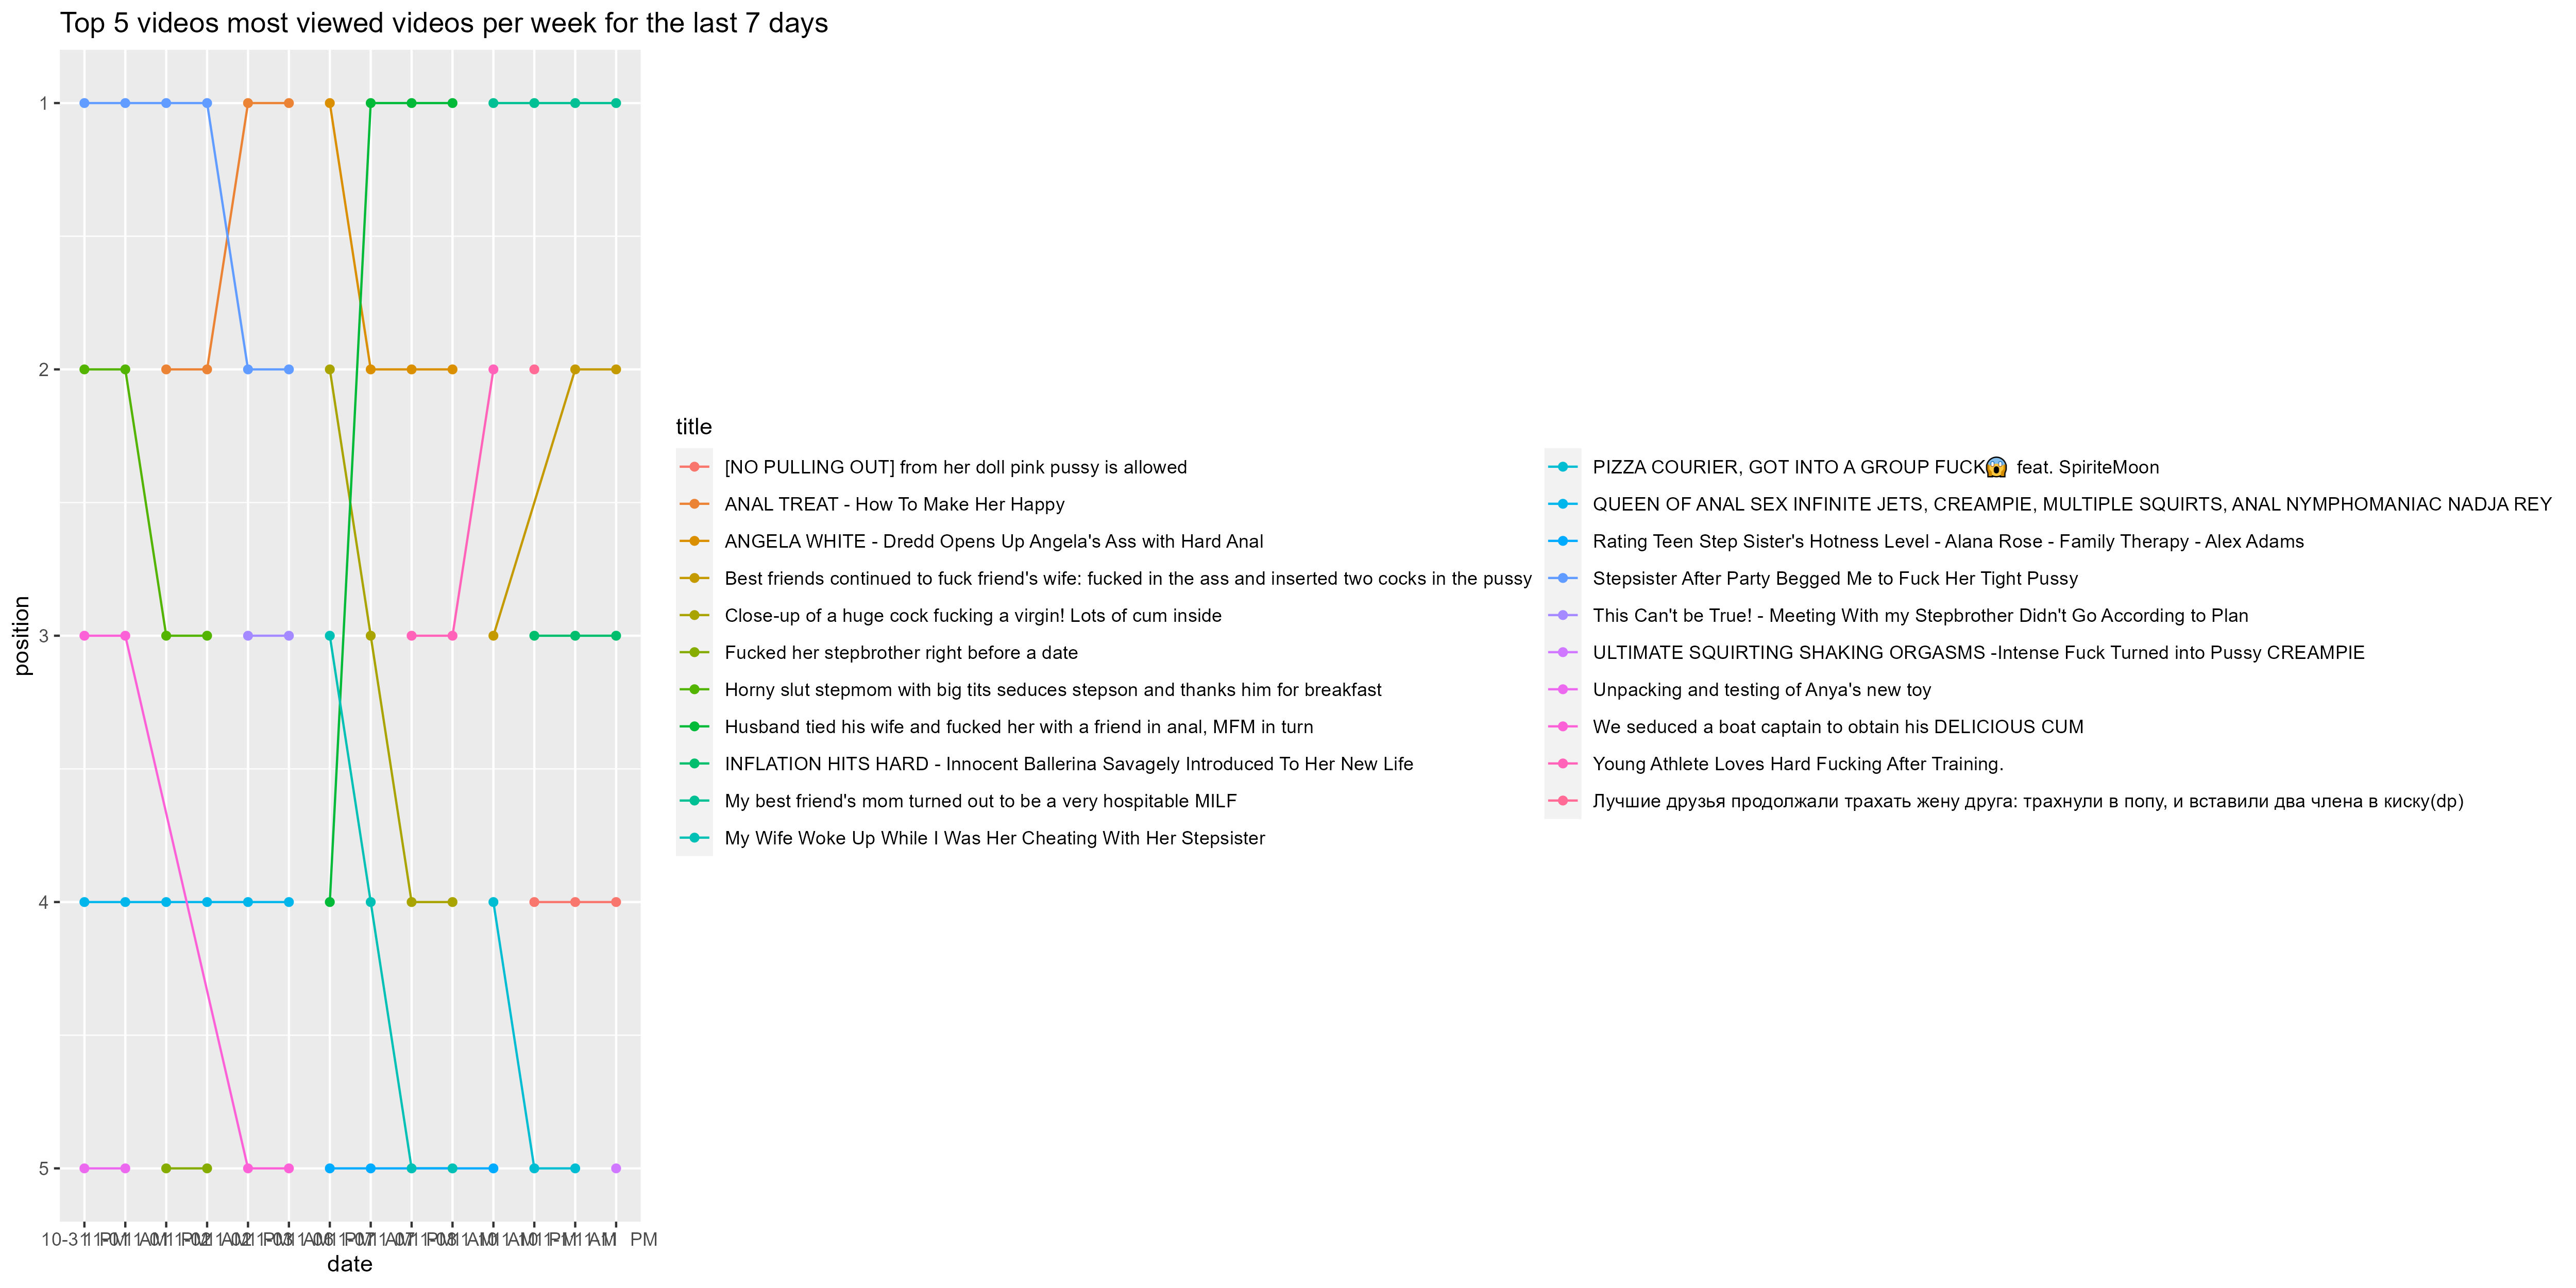 Top 5 videos most viewed videos per week for the last 7 days
position
1
2
3
4
5
date
title
[NO PULLING OUT] from her doll pink pussy is allowed
ANAL TREAT - How To Make Her Happy
ANGELA WHITE - Dredd Opens Up Angela's Ass with Hard Anal
Best friends continued to fuck friend's wife: fucked in the ass and inserted two cocks in the pussy
Close-up of a huge cock fucking a virgin! Lots of cum inside
Fucked her stepbrother right before a date
Horny slut stepmom with big tits seduces stepson and thanks him for breakfast
Husband tied his wife and fucked her with a friend in anal, MFM in turn
INFLATION HITS HARD - Innocent Ballerina Savagely Introduced To Her New Life
My best friend's mom turned out to be a very hospitable MILF
My Wife Woke Up While I Was Her Cheating With Her Stepsister
PIZZA COURIER, GOT INTO A GROUP FUCK😱 feat. SpiriteMoon
QUEEN OF ANAL SEX INFINITE JETS, CREAMPIE, MULTIPLE SQUIRTS, ANAL NYMPHOMANIAC NADJA REY
Rating Teen Step Sister's Hotness Level - Alana Rose - Family Therapy - Alex Adams
Stepsister After Party Begged Me to Fuck Her Tight Pussy
This Can't be True! - Meeting With my Stepbrother Didn't Go According to Plan
ULTIMATE SQUIRTING SHAKING ORGASMS -Intense Fuck Turned into Pussy CREAMPIE
Unpacking and testing of Anya's new toy
We seduced a boat captain to obtain his DELICIOUS CUM
Young Athlete Loves Hard Fucking After Training.
Лучшие друзья продолжали трахать жену друга: трахнули в попу, и вставили два члена в киску(dp)